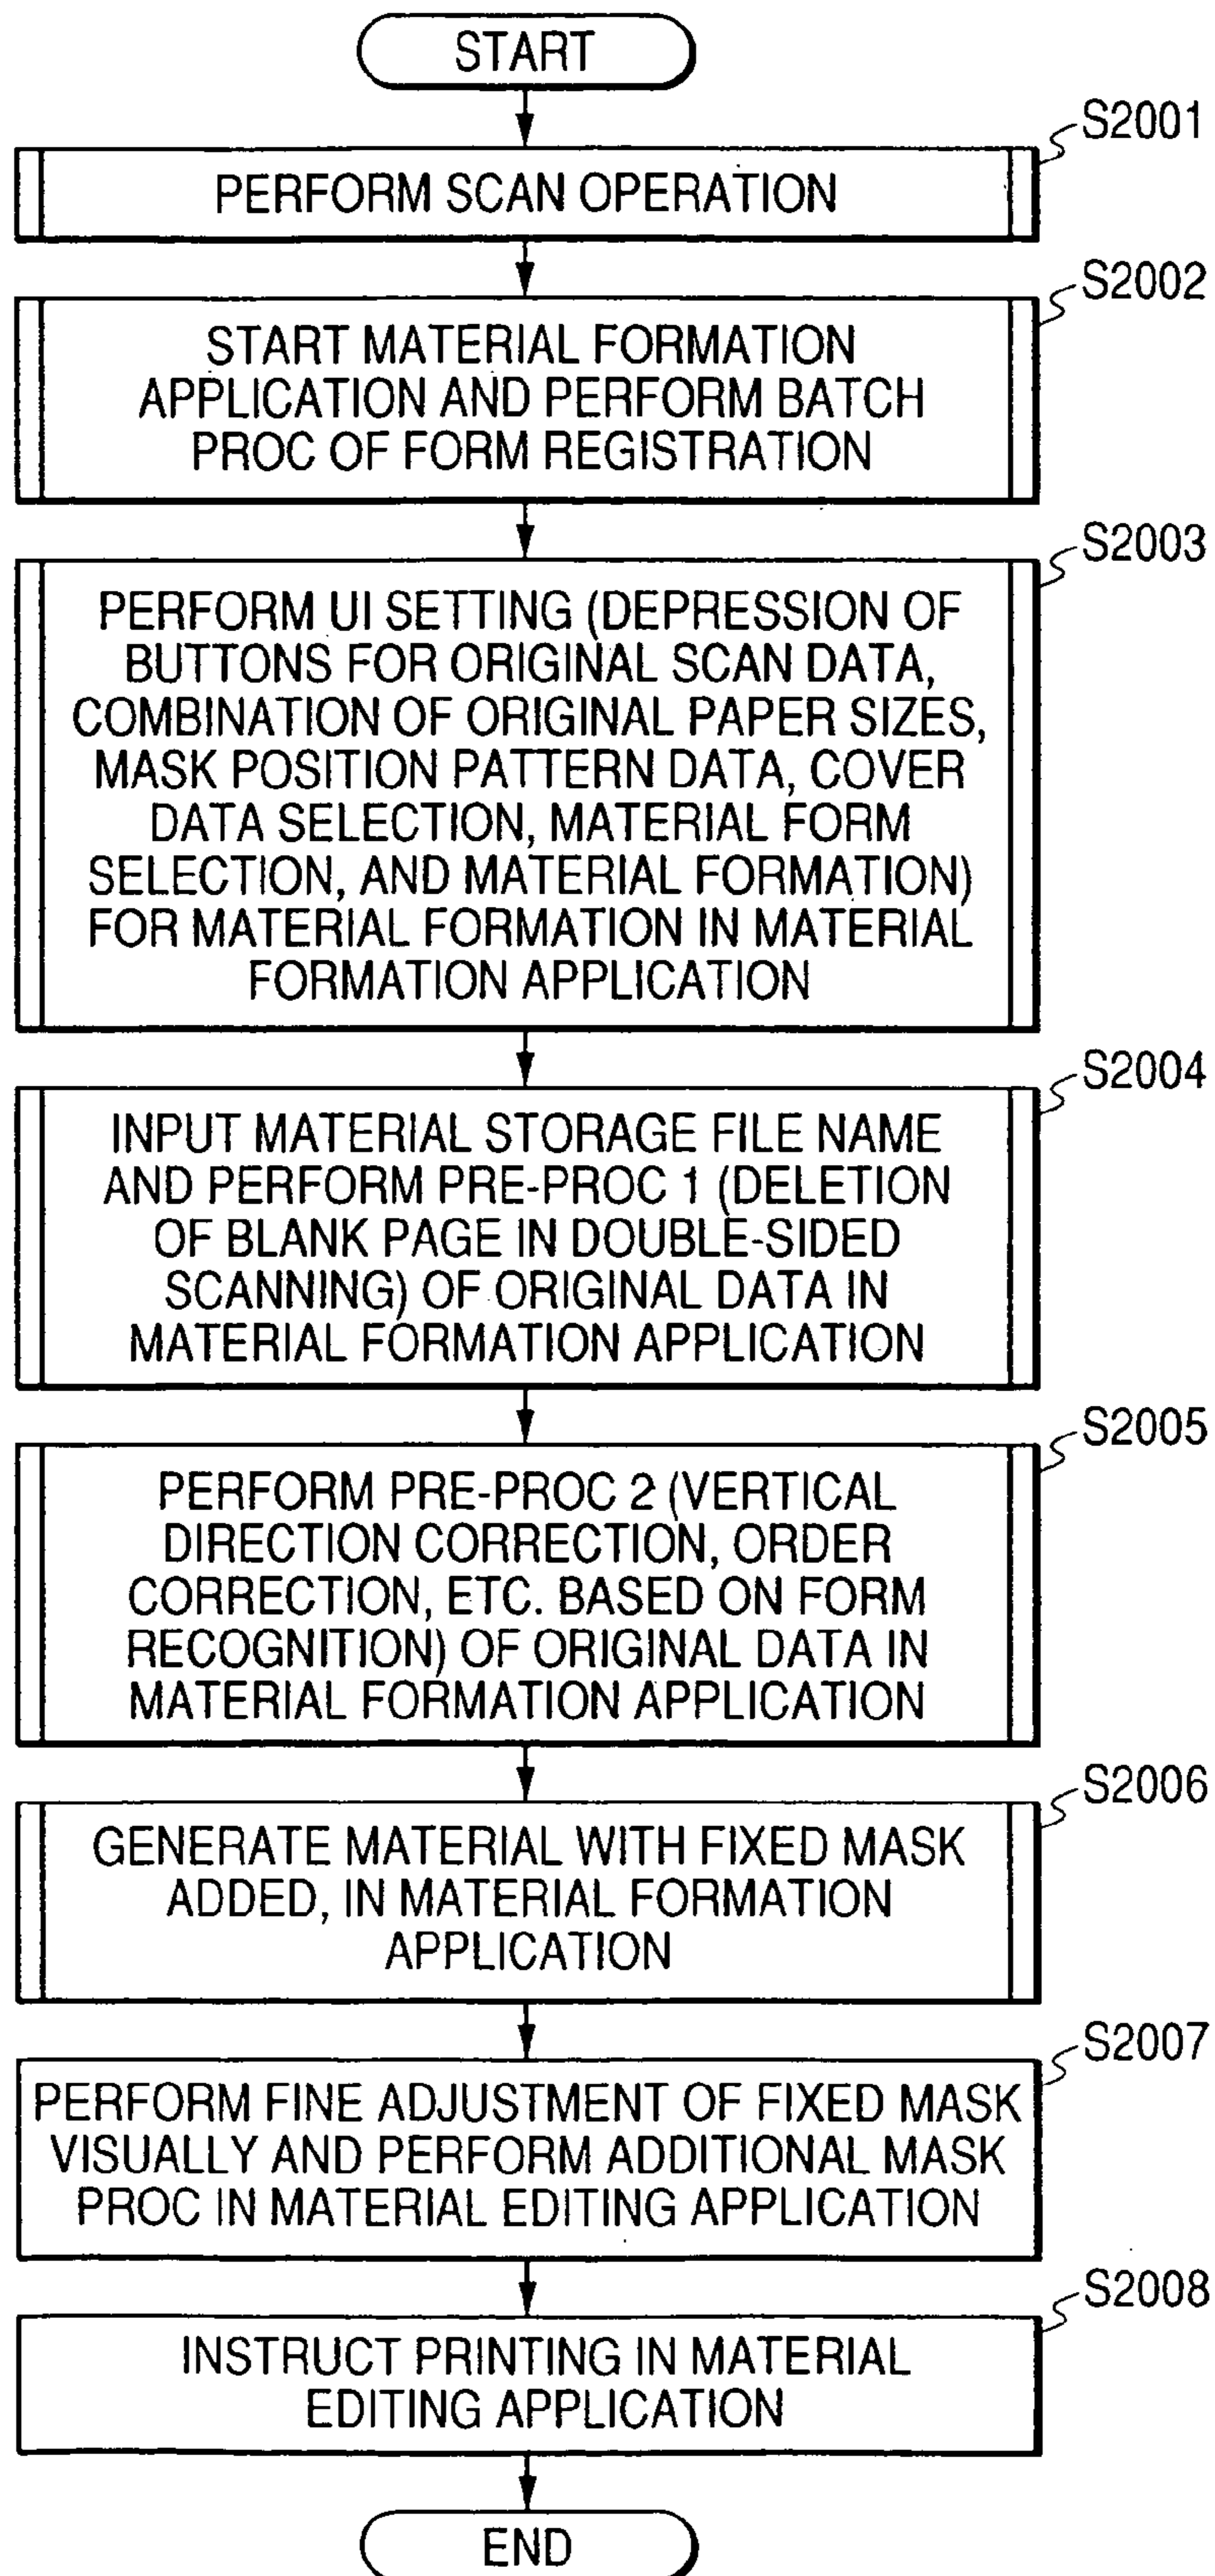 START
S2001
PERFORM SCAN OPERATION
S2002
START MATERIAL FORMATION
APPLICATION AND PERFORM BATCH
PROC OF FORM REGISTRATION
S2003
PERFORM UI SETTING (DEPRESSION OF
BUTTONS FOR ORIGINAL SCAN DATA,
COMBINATION OF ORIGINAL PAPER SIZES,
MASK POSITION PATTERN DATA, COVER
DATA SELECTION, MATERIAL FORM
SELECTION, AND MATERIAL FORMATION)
FOR MATERIAL FORMATION IN MATERIAL
FORMATION APPLICATION
S2004
INPUT MATERIAL STORAGE FILE NAME
AND PERFORM PRE-PROC 1 (DELETION
OF BLANK PAGE IN DOUBLE-SIDED
SCANNING) OF ORIGINAL DATA IN
MATERIAL FORMATION APPLICATION
S2005
PERFORM PRE-PROC 2 (VERTICAL
DIRECTION CORRECTION, ORDER
CORRECTION, ETC. BASED ON FORM
RECOGNITION) OF ORIGINAL DATA IN
MATERIAL FORMATION APPLICATION
S2006
GENERATE MATERIAL WITH FIXED MASK
ADDED, IN MATERIAL FORMATION
APPLICATION
S2007
PERFORM FINE ADJUSTMENT OF FIXED MASK
VISUALLY AND PERFORM ADDITIONAL MASK
PROC IN MATERIAL EDITING APPLICATION
S2008
INSTRUCT PRINTING IN MATERIAL
EDITING APPLICATION
END